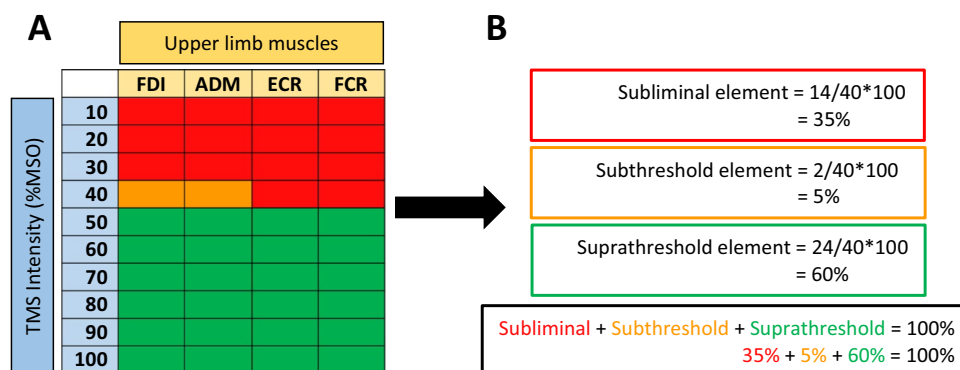 A
B
Upper limb muscles
FDI ADM ECR FCR
TMS Intensity (%MSO)
10
20
30
40
50
60
70
80
90
100
Subliminal element = 14/40*100
= 35%
Subthreshold element = 2/40*100
= 5%
Suprathreshold element = 24/40*100
= 60%
Subliminal + Subthreshold + Suprathreshold = 100%
35% + 5% + 60% = 100%